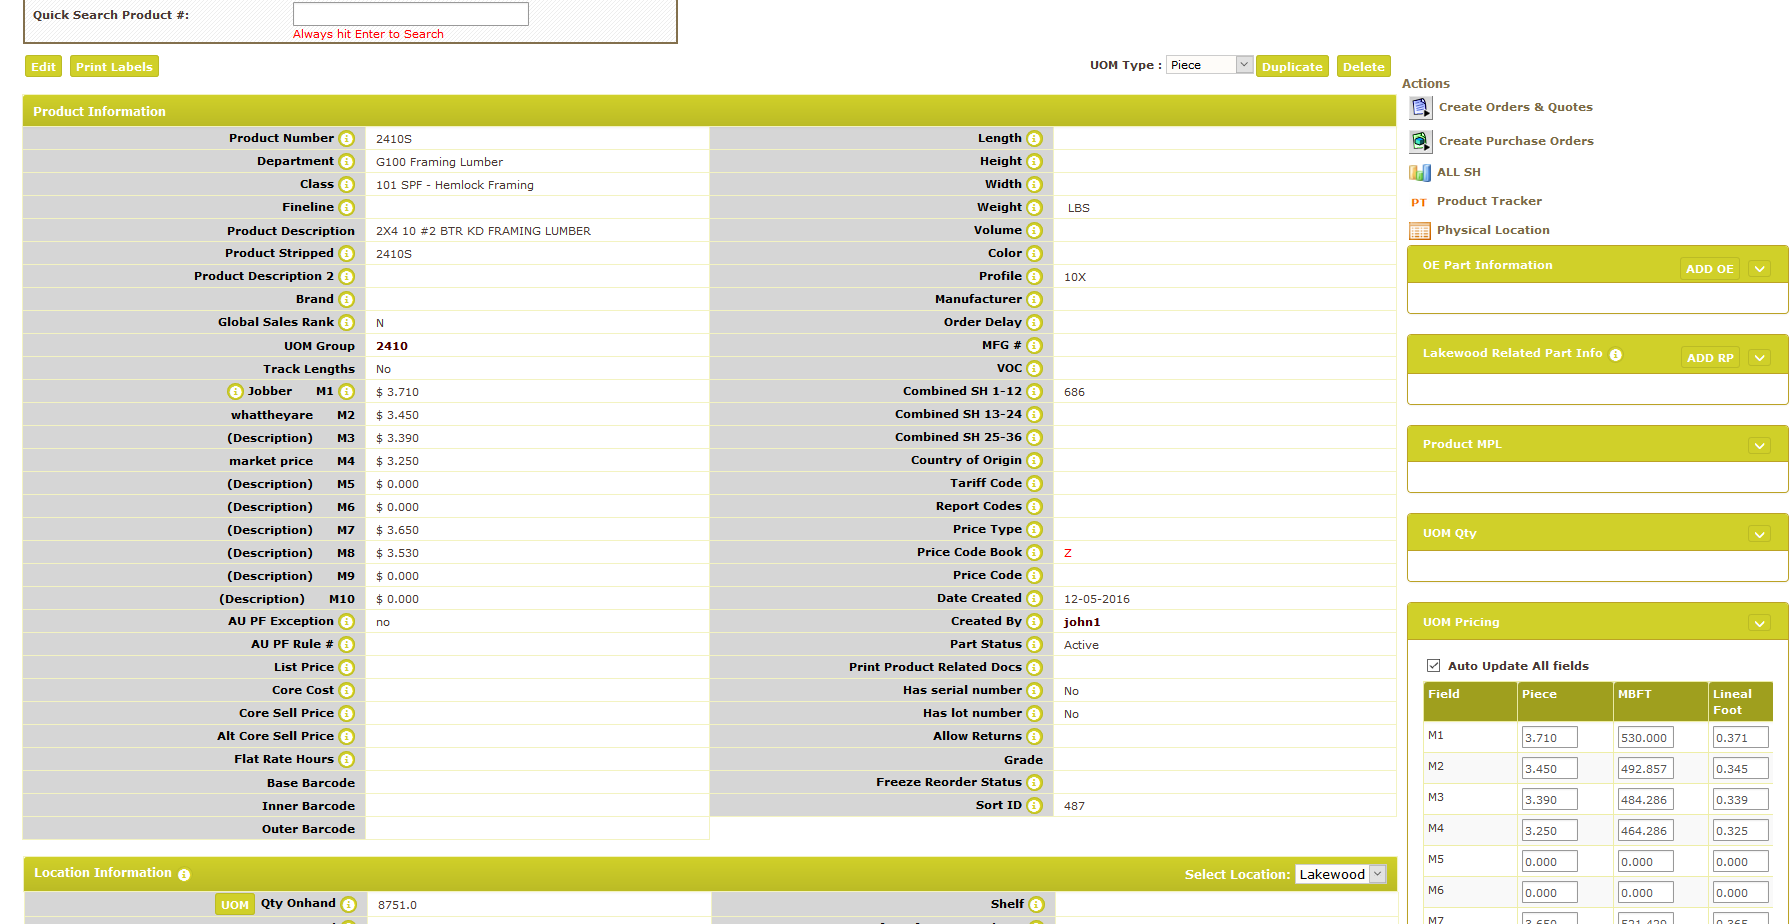 Quick Search Product #:
Always hit Enter to Search
Edit Print Labels
UOM Type : Piece Duplicate Delete
Product Information
Product Number 2410S
Department G100 Framing Lumber
Class 101 SPF - Hemlock Framing
Fineline
Product Description 2X4 10 #2 BTR KD FRAMING LUMBER
Product Stripped 2410S
Product Description 2
Brand
Global Sales Rank N
UOM Group 2410
Track Lengths No
Jobber M1 $ 3.710
whattheyare M2 $ 3.450
(Description) M3 $ 3.390
market price M4 $ 3.250
(Description) M5 $ 0.000
(Description) M6 $ 0.000
(Description) M7 $ 3.650
(Description) M8 $ 3.530
(Description) M9 $ 0.000
(Description) M10 $ 0.000
AU PF Exception no
AU PF Rule #
List Price
Core Cost
Core Sell Price
Alt Core Sell Price
Flat Rate Hours
Base Barcode
Inner Barcode
Outer Barcode
Length
Height
Width
Weight LBS
Volume
Color
Profile 10X
Manufacturer
Order Delay
MFG #
VOC
Combined SH 1-12 686
Combined SH 13-24
Combined SH 25-36
Country of Origin
Tariff Code
Report Codes
Price Type
Price Code Book Z
Price Code
Date Created 12-05-2016
Created By john1
Part Status Active
Print Product Related Docs
Has serial number No
Has lot number No
Allow Returns
Grade
Freeze Reorder Status
Sort ID 487
Location Information
Select Location: Lakewood
UOM Qty Onhand 8751.0
Shelf
Actions
Create Orders & Quotes
Create Purchase Orders
ALL SH
PT Product Tracker
Physical Location
OE Part Information ADD OE
Lakewood Related Part Info ADD RP
Product MPL
UOM Qty
UOM Pricing
Auto Update All fields
Field Piece MBFT Lineal
Foot
M1 3.710 530.000 0.371
M2 3.450 492.857 0.345
M3 3.390 484.286 0.339
M4 3.250 464.286 0.325
M5 0.000 0.000 0.000
M6 0.000 0.000 0.000
M7 3.650 521.429 0.365